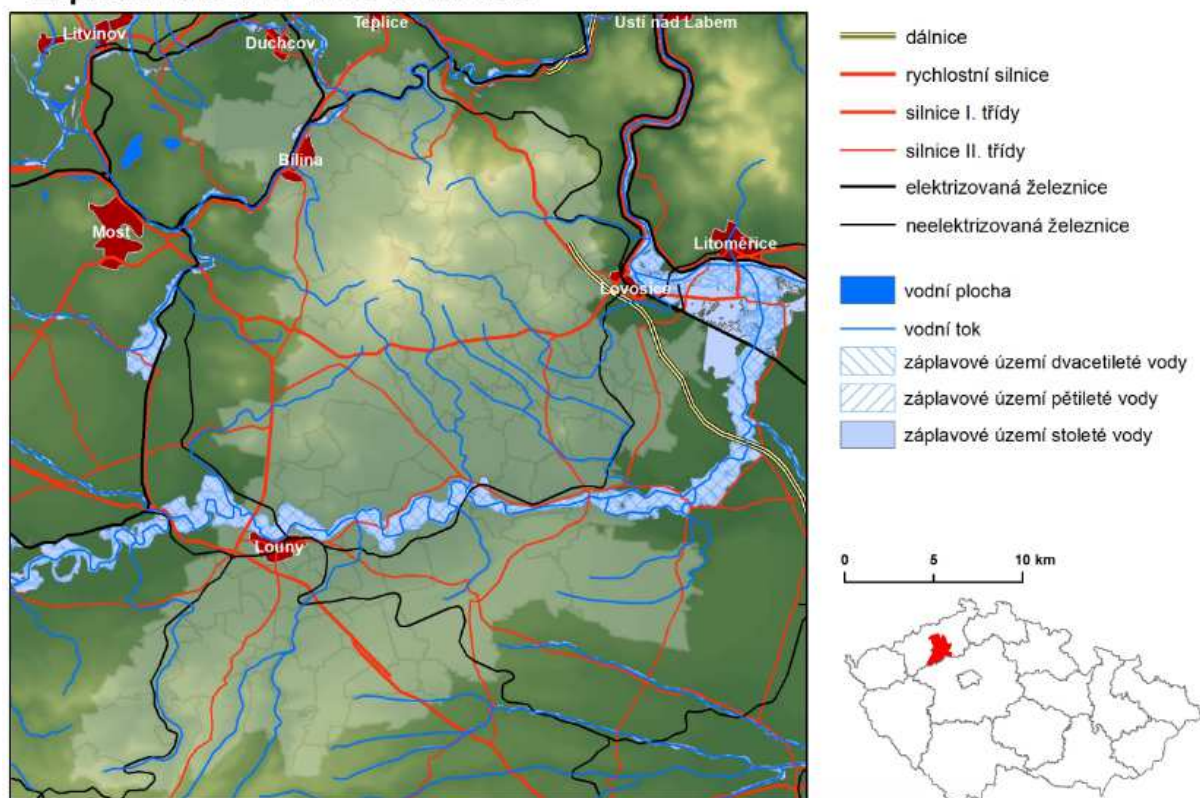 Litvínov
Duchcov
Teplice
Ústí nad Labem
Bílina
Most
Litoměřice
Lovosice
Louny
dálnice
rychlostní silnice
silnice I. třídy
silnice II. třídy
elektrizovaná železnice
neelektrizovaná železnice
vodní plocha
vodní tok
záplavové území dvacetileté vody
záplavové území pětileté vody
záplavové území stoleté vody
0 5 10 km